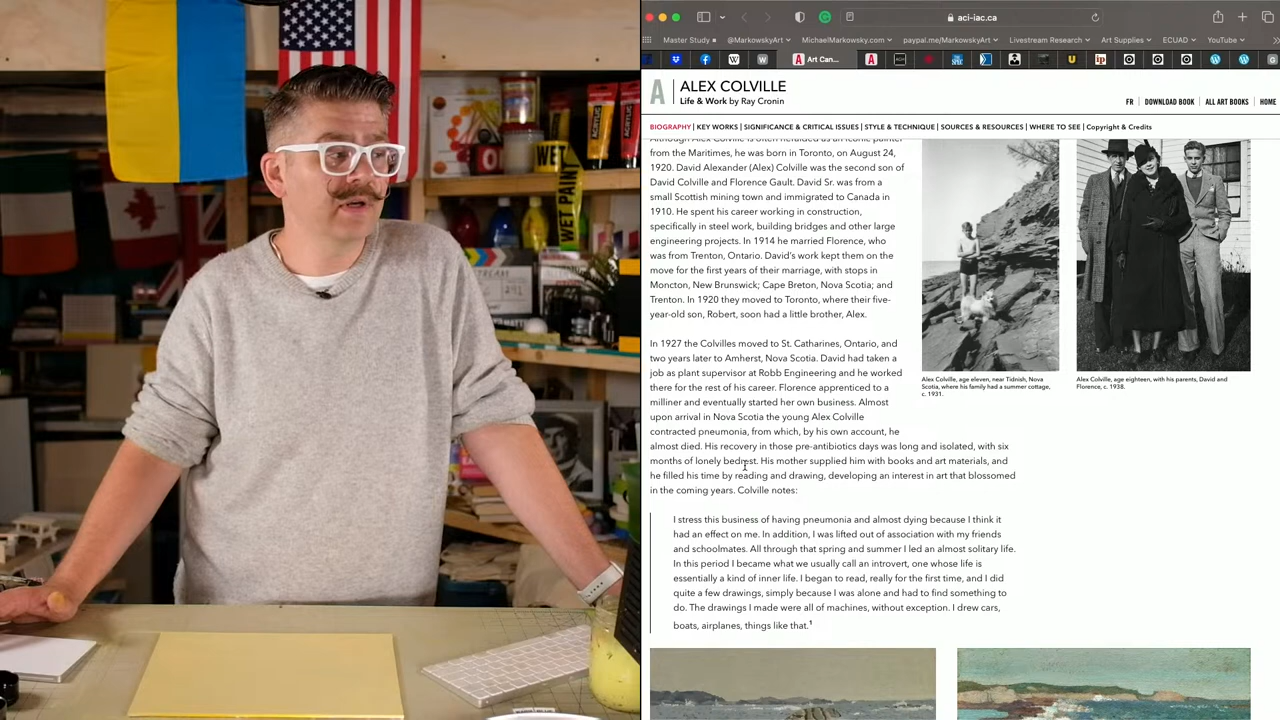 WET
PAINT
WET PAINT
ACRYLIC
ACRYLIC
aci-iac.ca
Master Study
@MarkowskyArt
MichaelMarkowsky.com
paypal.me/MarkowskyArt
Livestream Research
Art Supplies
ECUAD
YouTube
Art Can...
A
ALEX COLVILLE
Life & Work by Ray Cronin
FR | DOWNLOAD BOOK | ALL ART BOOKS | HOME
BIOGRAPHY | KEY WORKS | SIGNIFICANCE & CRITICAL ISSUES | STYLE & TECHNIQUE | SOURCES & RESOURCES | WHERE TO SEE | Copyright & Credits
Although Alex Colville is often heralded as an iconic painter
from the Maritimes, he was born in Toronto, on August 24,
1920. David Alexander (Alex) Colville was the second son of
David Colville and Florence Gault. David Sr. was from a
small Scottish mining town and immigrated to Canada in
1910. He spent his career working in construction,
specifically in steel work, building bridges and other large
engineering projects. In 1914 he married Florence, who
was from Trenton, Ontario. David's work kept them on the
move for the first years of their marriage, with stops in
Moncton, New Brunswick; Cape Breton, Nova Scotia; and
Trenton. In 1920 they moved to Toronto, where their five-
year-old son, Robert, soon had a little brother, Alex.
In 1927 the Colvilles moved to St. Catharines, Ontario, and
two years later to Amherst, Nova Scotia. David had taken a
job as plant supervisor at Robb Engineering and he worked
there for the rest of his career. Florence apprenticed to a
milliner and eventually started her own business. Almost
upon arrival in Nova Scotia the young Alex Colville
contracted pneumonia, from which, by his own account, he
almost died. His recovery in those pre-antibiotics days was long and isolated, with six
months of lonely bedrest. His mother supplied him with books and art materials, and
he filled his time by reading and drawing, developing an interest in art that blossomed
in the coming years. Colville notes:
Alex Colville, age eleven, near Tidnish, Nova
Scotia, where his family had a summer cottage,
c. 1931.
Alex Colville, age eighteen, with his parents, David and
Florence, c. 1938.
I stress this business of having pneumonia and almost dying because I think it
had an effect on me. In addition, I was lifted out of association with my friends
and schoolmates. All through that spring and summer I led an almost solitary life.
In this period I became what we usually call an introvert, one whose life is
essentially a kind of inner life. I began to read, really for the first time, and I did
quite a few drawings, simply because I was alone and had to find something to
do. The drawings I made were all of machines, without exception. I drew cars,
boats, airplanes, things like that.¹